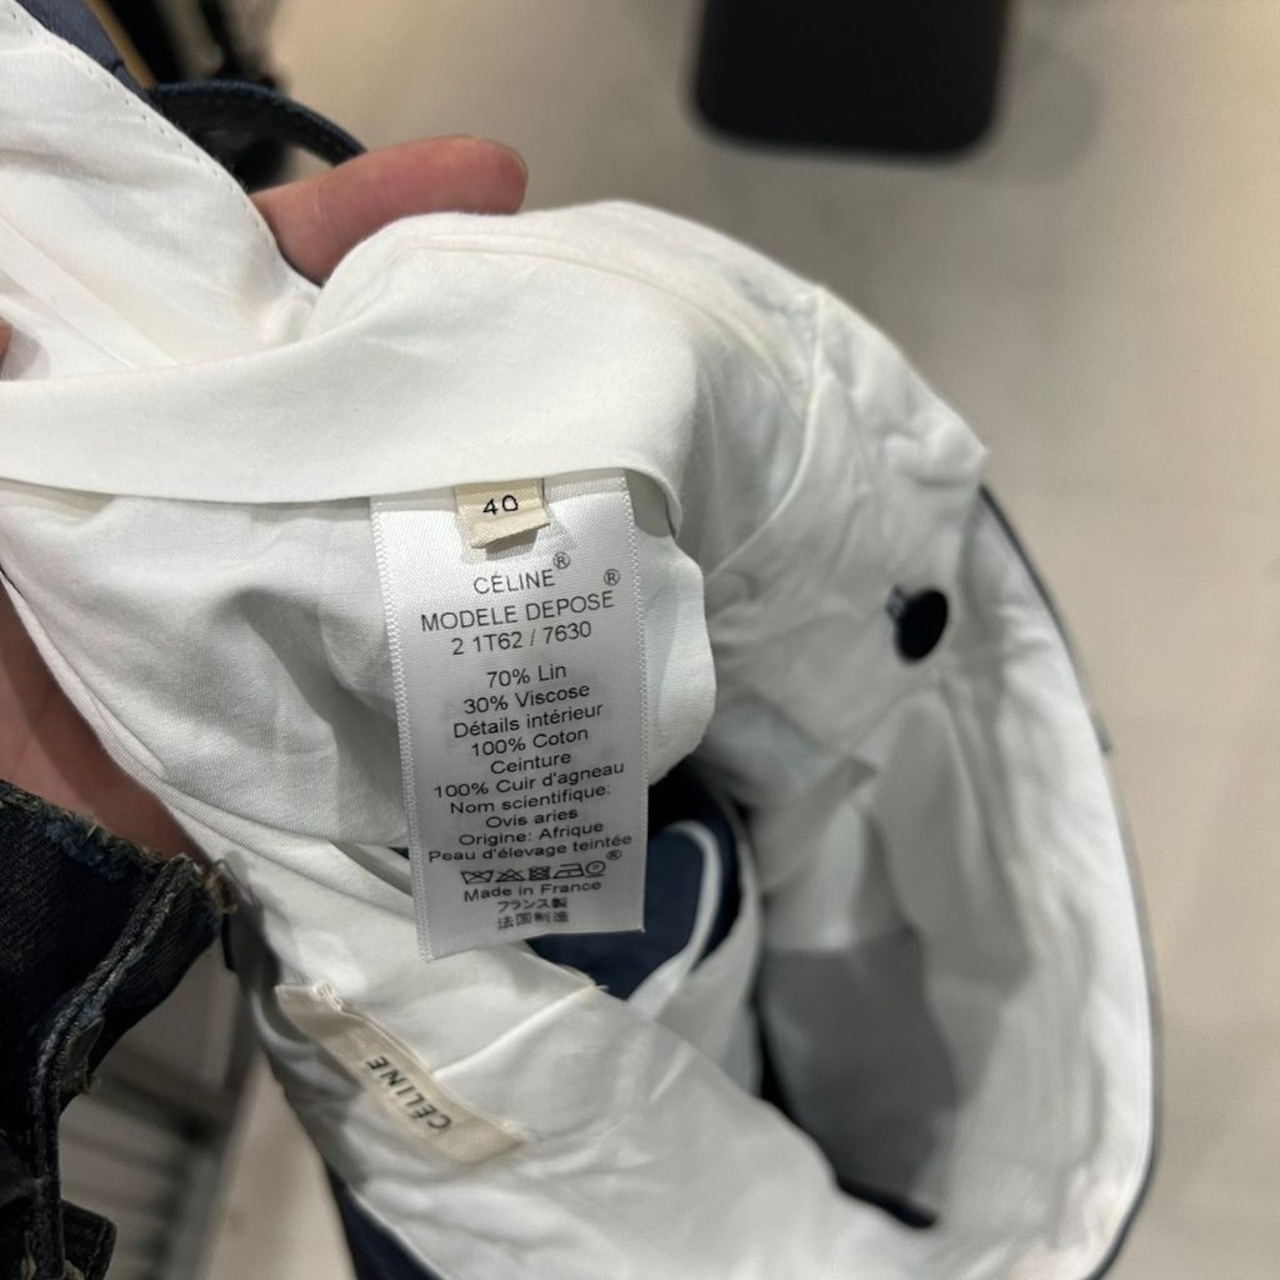 40
CÉLINE®
MODELE DEPOSE®
2 1T62 / 7630
70% Lin
30% Viscose
Détails intérieur
100% Coton
Ceinture
100% Cuir d'agneau
Nom scientifique:
Ovis aries
Origine: Afrique
Peau d'élevage teintée
®
Made in France
フランス製
法国制造
CÉLINE